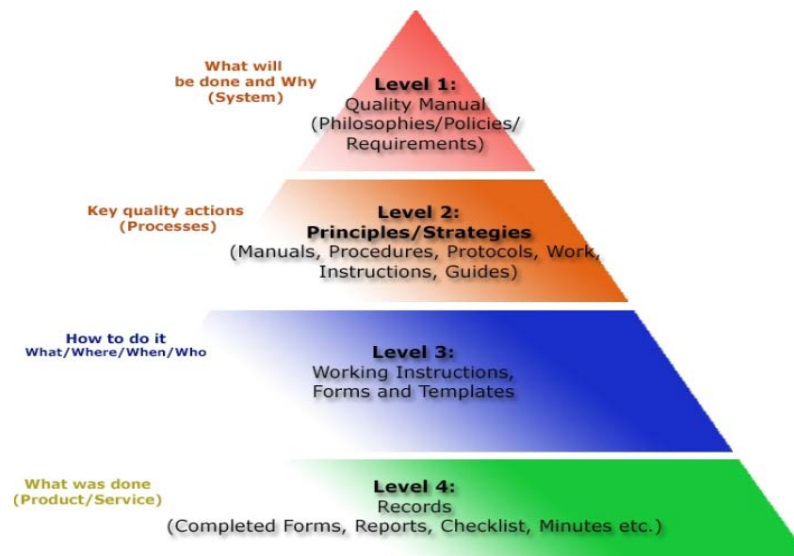 What will
be done and Why
(System)
Level 1:
Quality Manual
(Philosophies/Policies/
Requirements)
Key quality actions
(Processes)
Level 2:
Principles/Strategies
(Manuals, Procedures, Protocols, Work,
Instructions, Guides)
How to do it
What/Where/When/Who
Level 3:
Working Instructions,
Forms and Templates
What was done
(Product/Service)
Level 4:
Records
(Completed Forms, Reports, Checklist, Minutes etc.)